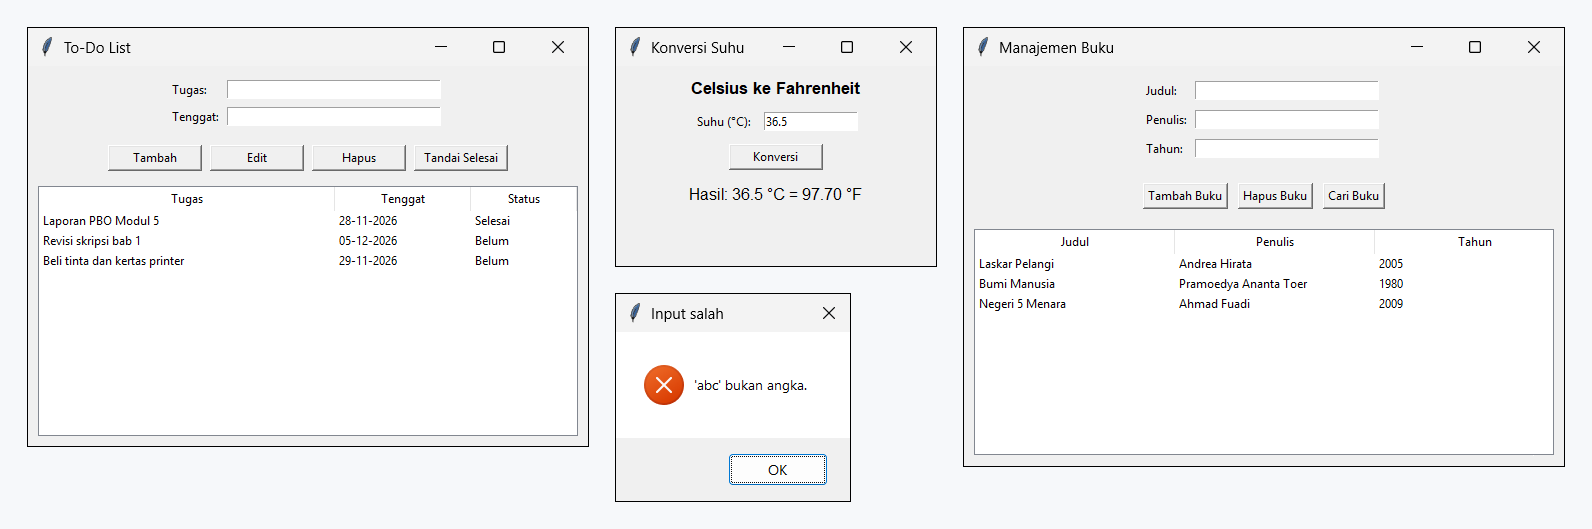 To-Do List
Tugas:
Tenggat:
Tambah Edit Hapus Tandai Selesai
Tugas Tenggat Status
Laporan PBO Modul 5 28-11-2026 Selesai
Revisi skripsi bab 1 05-12-2026 Belum
Beli tinta dan kertas printer 29-11-2026 Belum
Konversi Suhu
Celsius ke Fahrenheit
Suhu (°C): 36.5
Konversi
Hasil: 36.5 °C = 97.70 °F
Input salah
'abc' bukan angka.
OK
Manajemen Buku
Judul:
Penulis:
Tahun:
Tambah Buku Hapus Buku Cari Buku
Judul Penulis Tahun
Laskar Pelangi Andrea Hirata 2005
Bumi Manusia Pramoedya Ananta Toer 1980
Negeri 5 Menara Ahmad Fuadi 2009